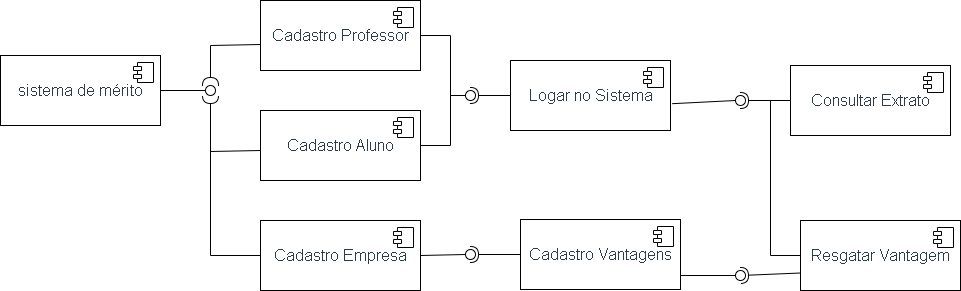 Cadastro Professor
sistema de mérito
Logar no Sistema
Consultar Extrato
Cadastro Aluno
Cadastro Empresa
Cadastro Vantagens
Resgatar Vantagem